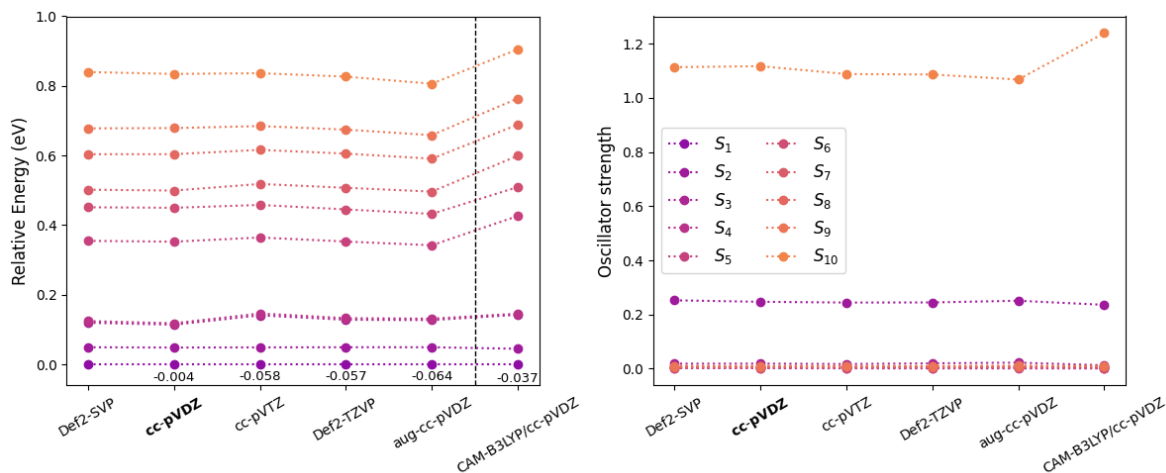 1.0
0.8
0.6
0.4
0.2
0.0
Relative Energy (eV)
-0.004
-0.058
-0.057
-0.064
-0.037
Def2-SVP
cc-pVDZ
cc-pVTZ
Def2-TZVP
aug-cc-pVDZ
CAM-B3LYP/cc-pVDZ
1.2
1.0
0.8
0.6
0.4
0.2
0.0
Oscillator strength
S1
S2
S3
S4
S5
S6
S7
S8
S9
S10
Def2-SVP
cc-pVDZ
cc-pVTZ
Def2-TZVP
aug-cc-pVDZ
CAM-B3LYP/cc-pVDZ